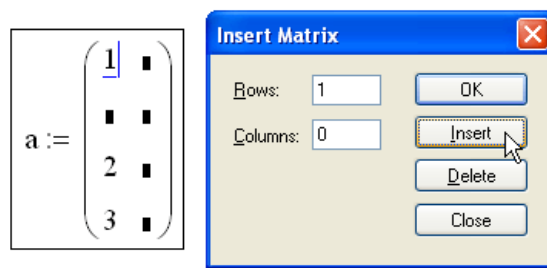 a := ( 1 ▪
▪ ▪
2 ▪
3 ▪ )
Insert Matrix
Rows: 1
OK
Columns: 0
Insert
Delete
Close